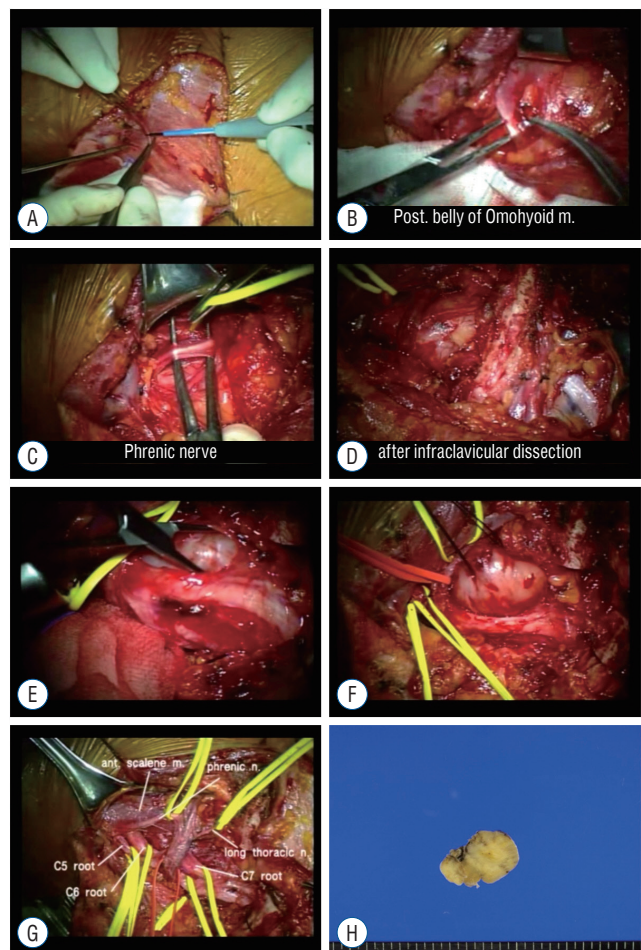 A
B
Post. belly of Omohyoid m.
C
Phrenic nerve
D
after infraclavicular dissection
E
F
ant. scalene m.
phrenic n.
long thoracic n.
C5 root
C7 root
C6 root
G
H